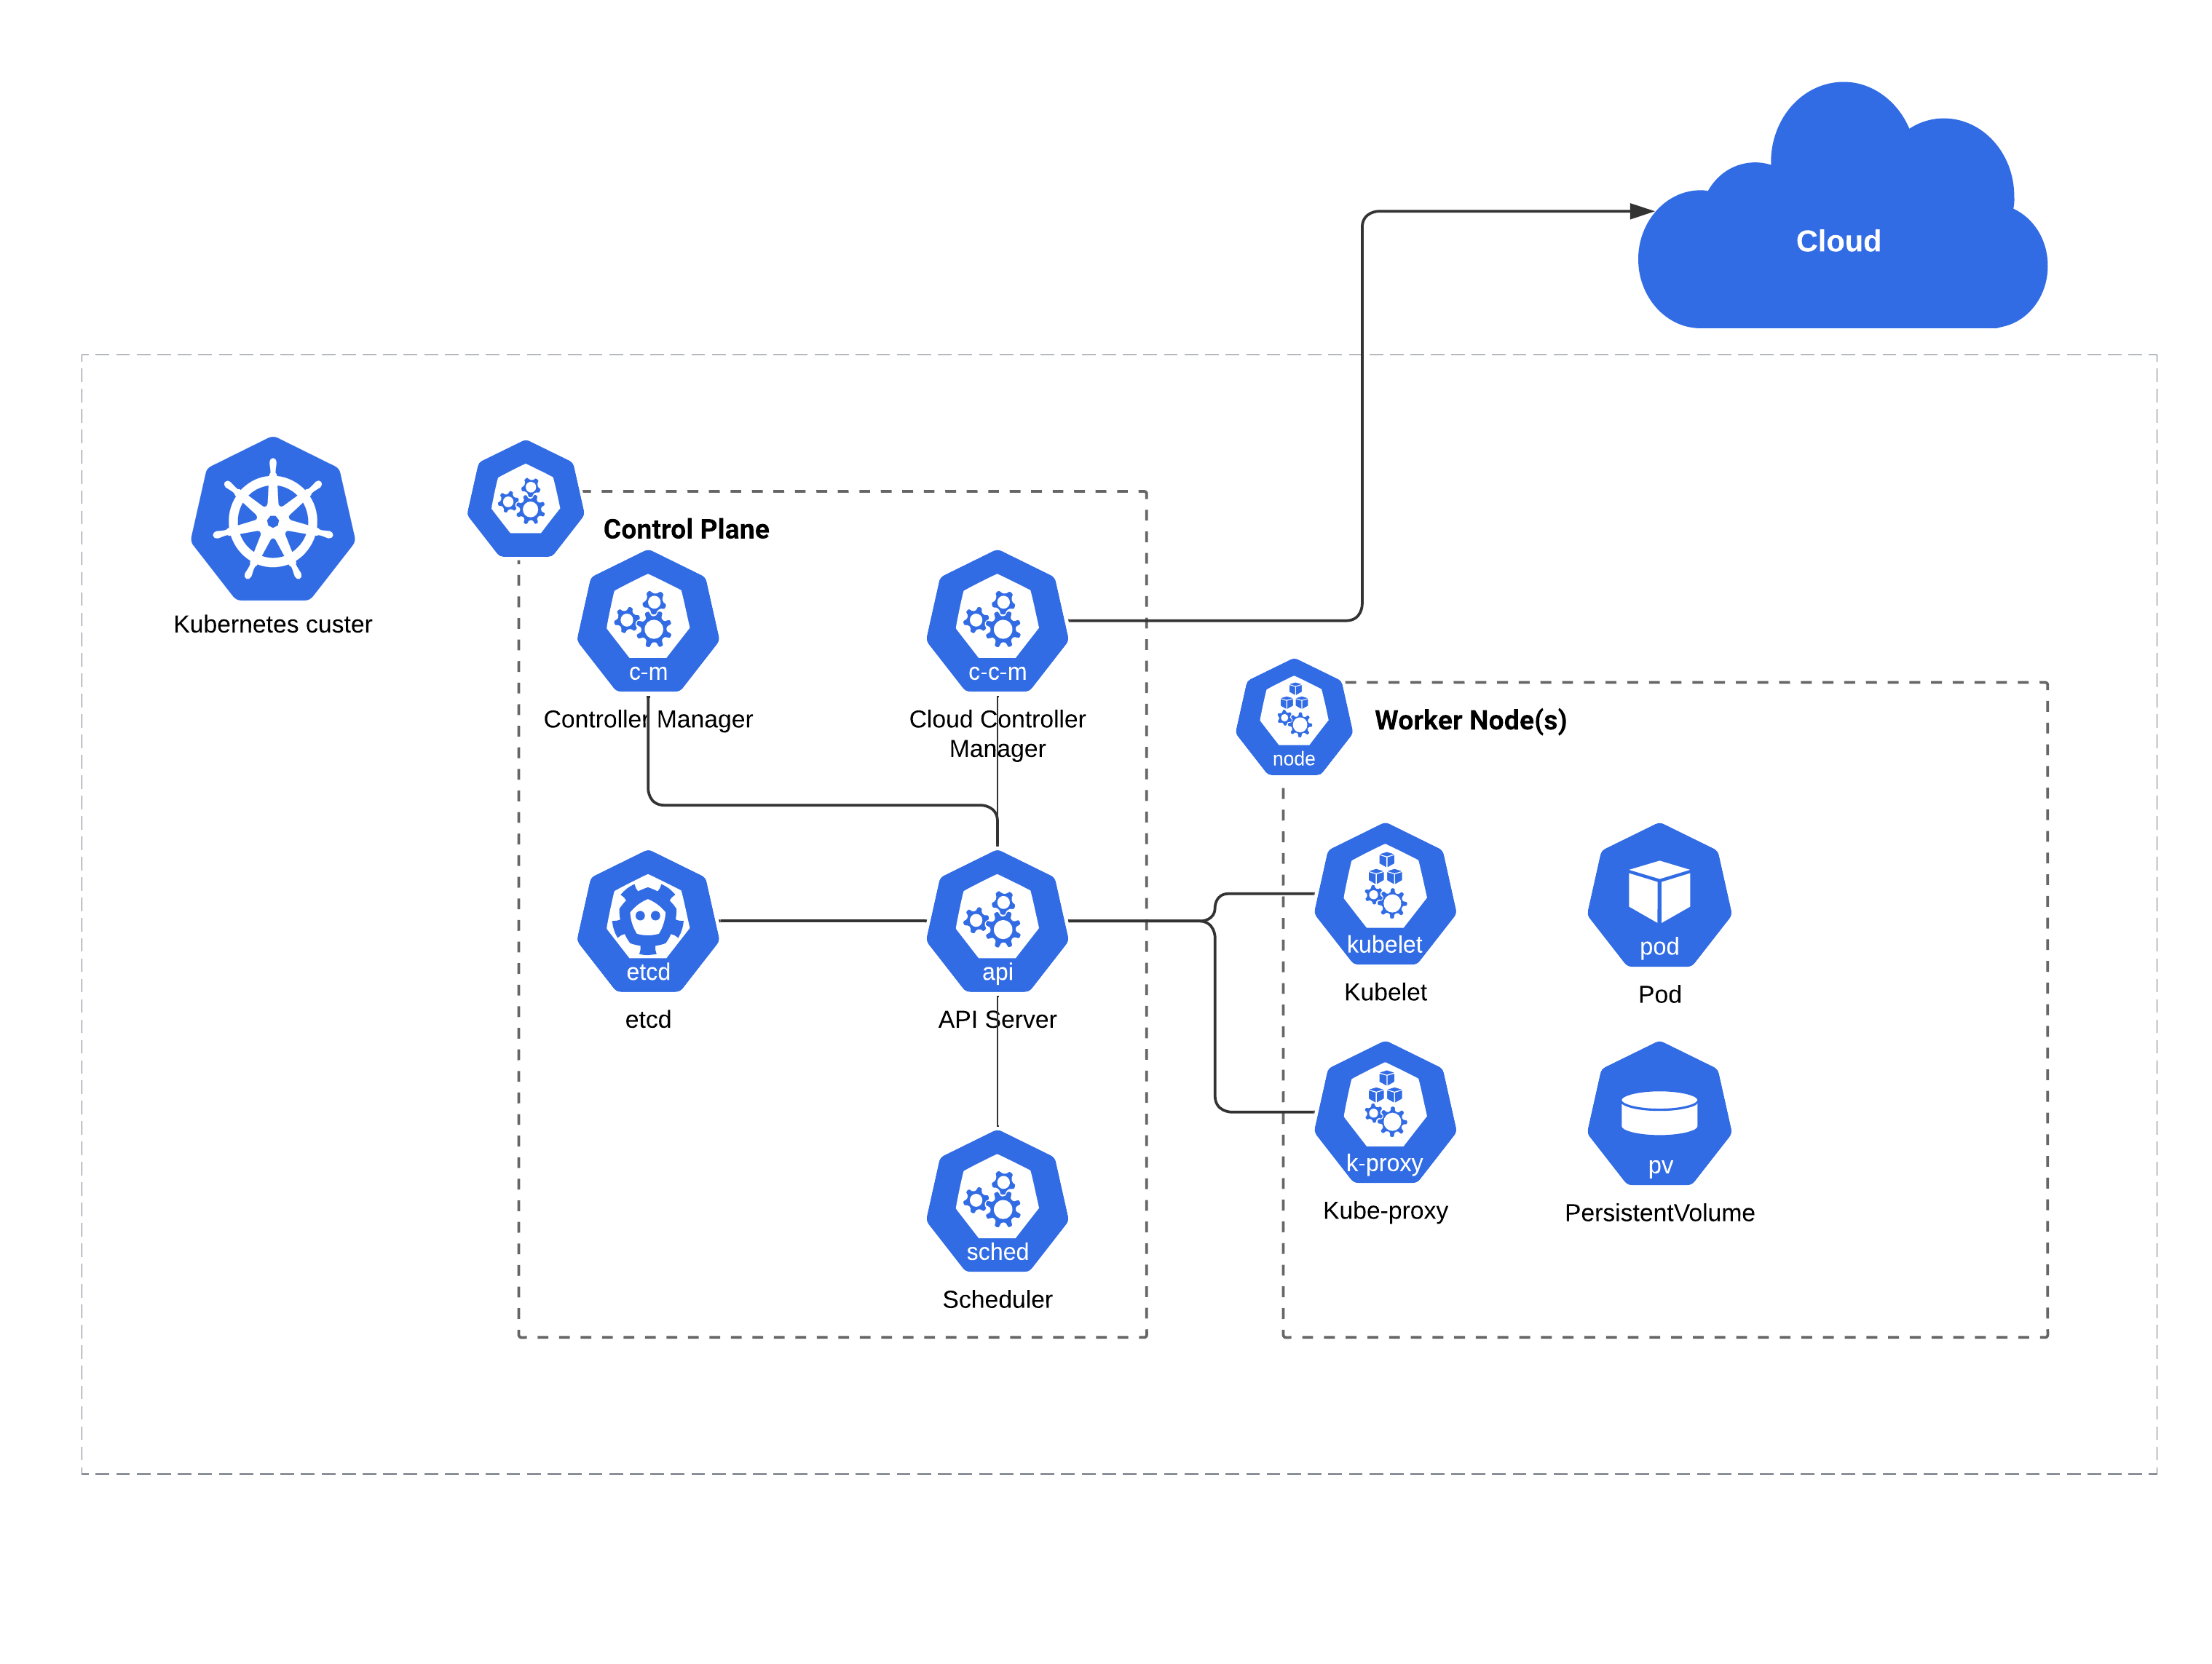 Cloud
Kubernetes custer
Control Plane
c-m
Controller Manager
c-c-m
Cloud Controller
Manager
etcd
etcd
api
API Server
sched
Scheduler
node
Worker Node(s)
kubelet
Kubelet
pod
Pod
k-proxy
Kube-proxy
pv
PersistentVolume